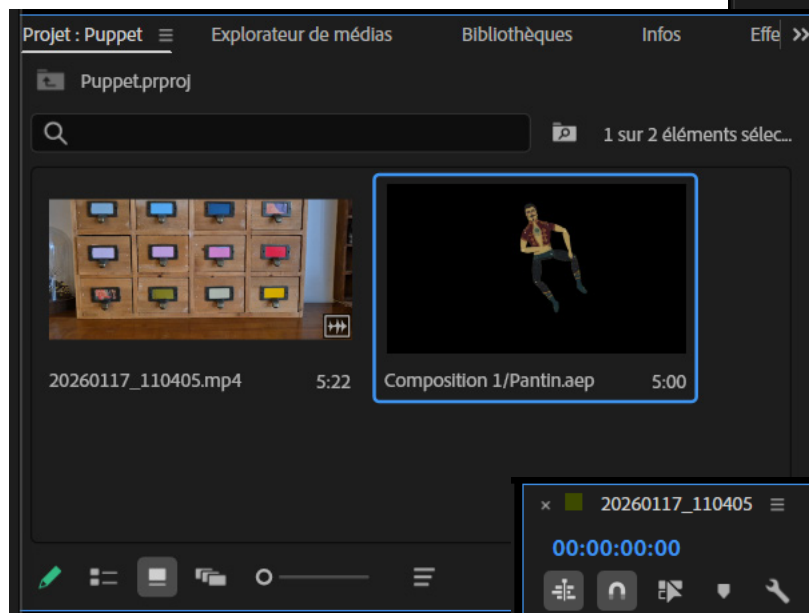 Projet : Puppet
Explorateur de médias
Bibliothèques
Infos
Effe
Puppet.prproj
1 sur 2 éléments sélec...
20260117_110405.mp4
5:22
Composition 1/Pantin.aep
5:00
20260117_110405
00:00:00:00